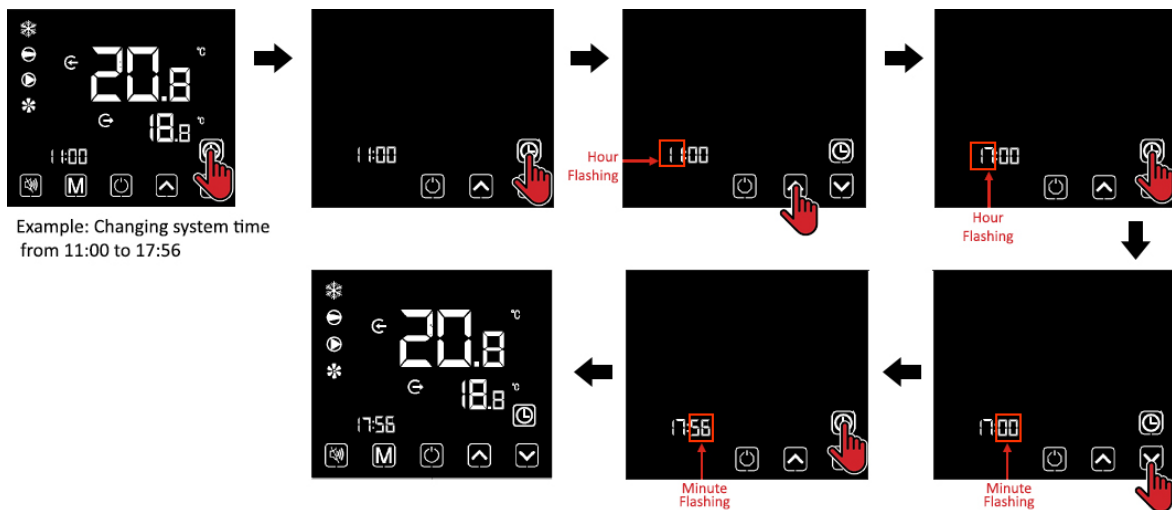 20.8 °C
18.8 °C
11:00
M
Example: Changing system time
from 11:00 to 17:56
11:00
Hour
Flashing
11:00
17:00
Hour
Flashing
17:00
Minute
Flashing
17:56
Minute
Flashing
20.8 °C
18.8 °C
17:56
M